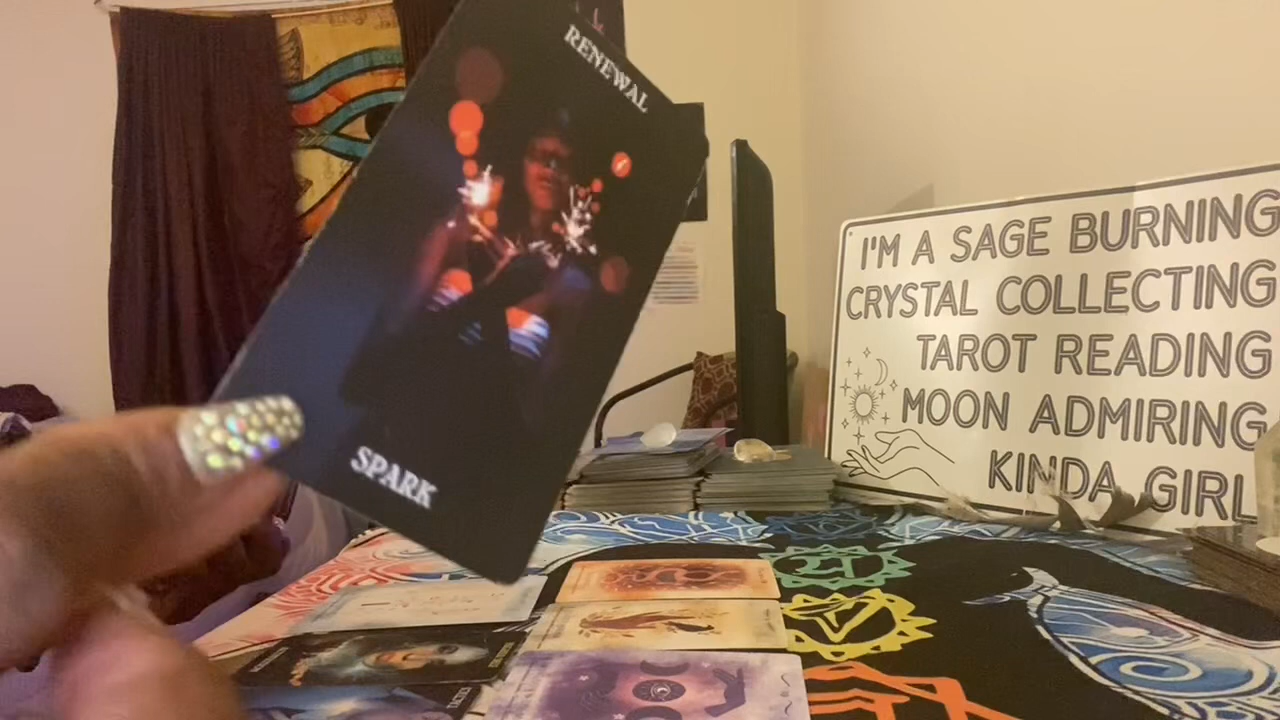 RENEWAL
SPARK
I'M A SAGE BURNING
CRYSTAL COLLECTING
TAROT READING
MOON ADMIRING
KINDA GIRL